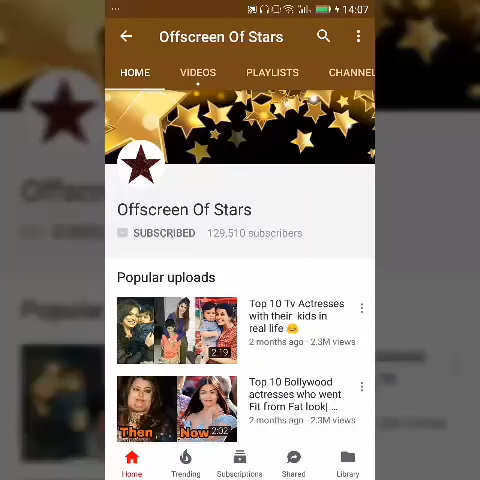 14:07
Offscreen Of Stars
HOME VIDEOS PLAYLISTS CHANNEL
Offscreen Of Stars
SUBSCRIBED 129,510 subscribers
Popular uploads
Top 10 Tv Actresses
with their kids in
real life 😊
2 months ago · 2.3M views
2:19
Top 10 Bollywood
actresses who went
Fit from Fat look| ...
2 months ago · 2.3M views
Then Now 2:02
Home Trending Subscriptions Shared Library